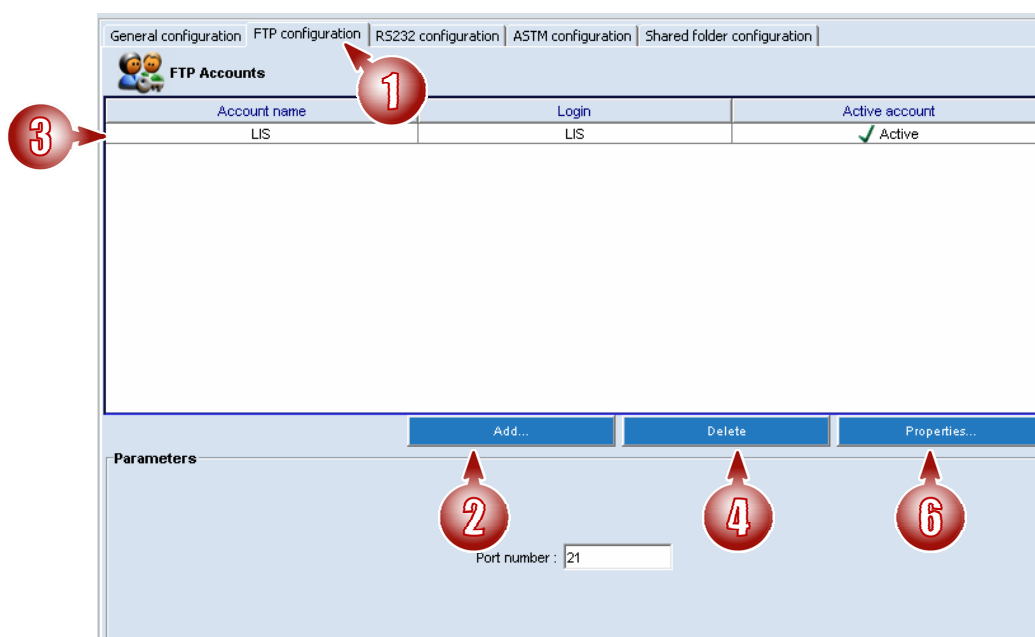 General configuration FTP configuration RS232 configuration ASTM configuration Shared folder configuration
FTP Accounts
1
Account name Login Active account
3
LIS LIS Active
Add... Delete Properties...
Parameters
2 4 6
Port number : 21